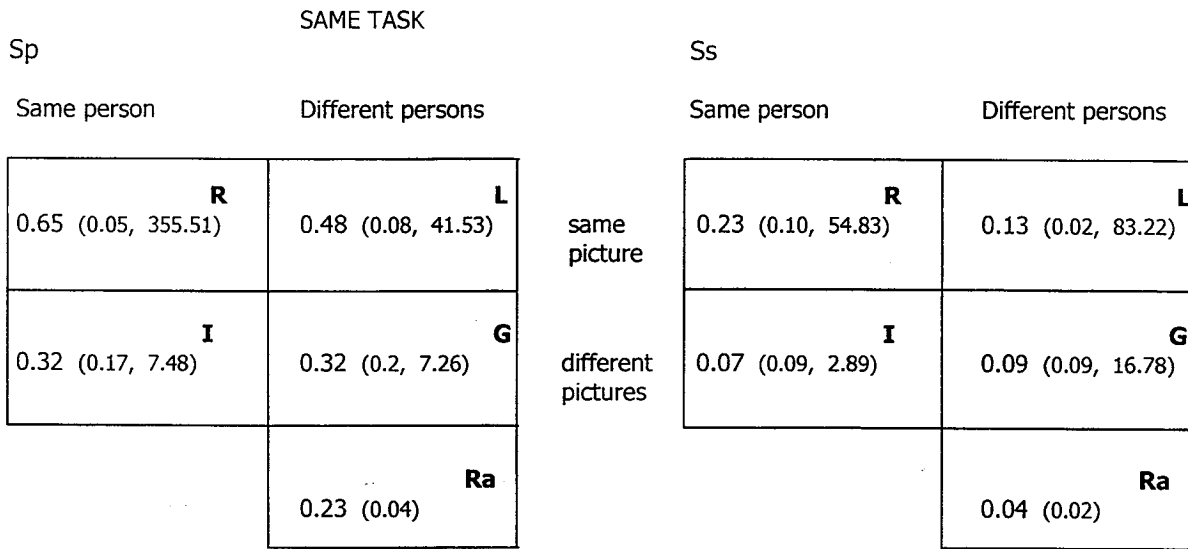 SAME TASK
Sp
Ss
Same person Different persons Same person Different persons
R L R L
0.65 (0.05, 355.51) 0.48 (0.08, 41.53) same 0.23 (0.10, 54.83) 0.13 (0.02, 83.22)
picture
I G I G
0.32 (0.17, 7.48) 0.32 (0.2, 7.26) different 0.07 (0.09, 2.89) 0.09 (0.09, 16.78)
pictures
Ra Ra
0.23 (0.04) 0.04 (0.02)